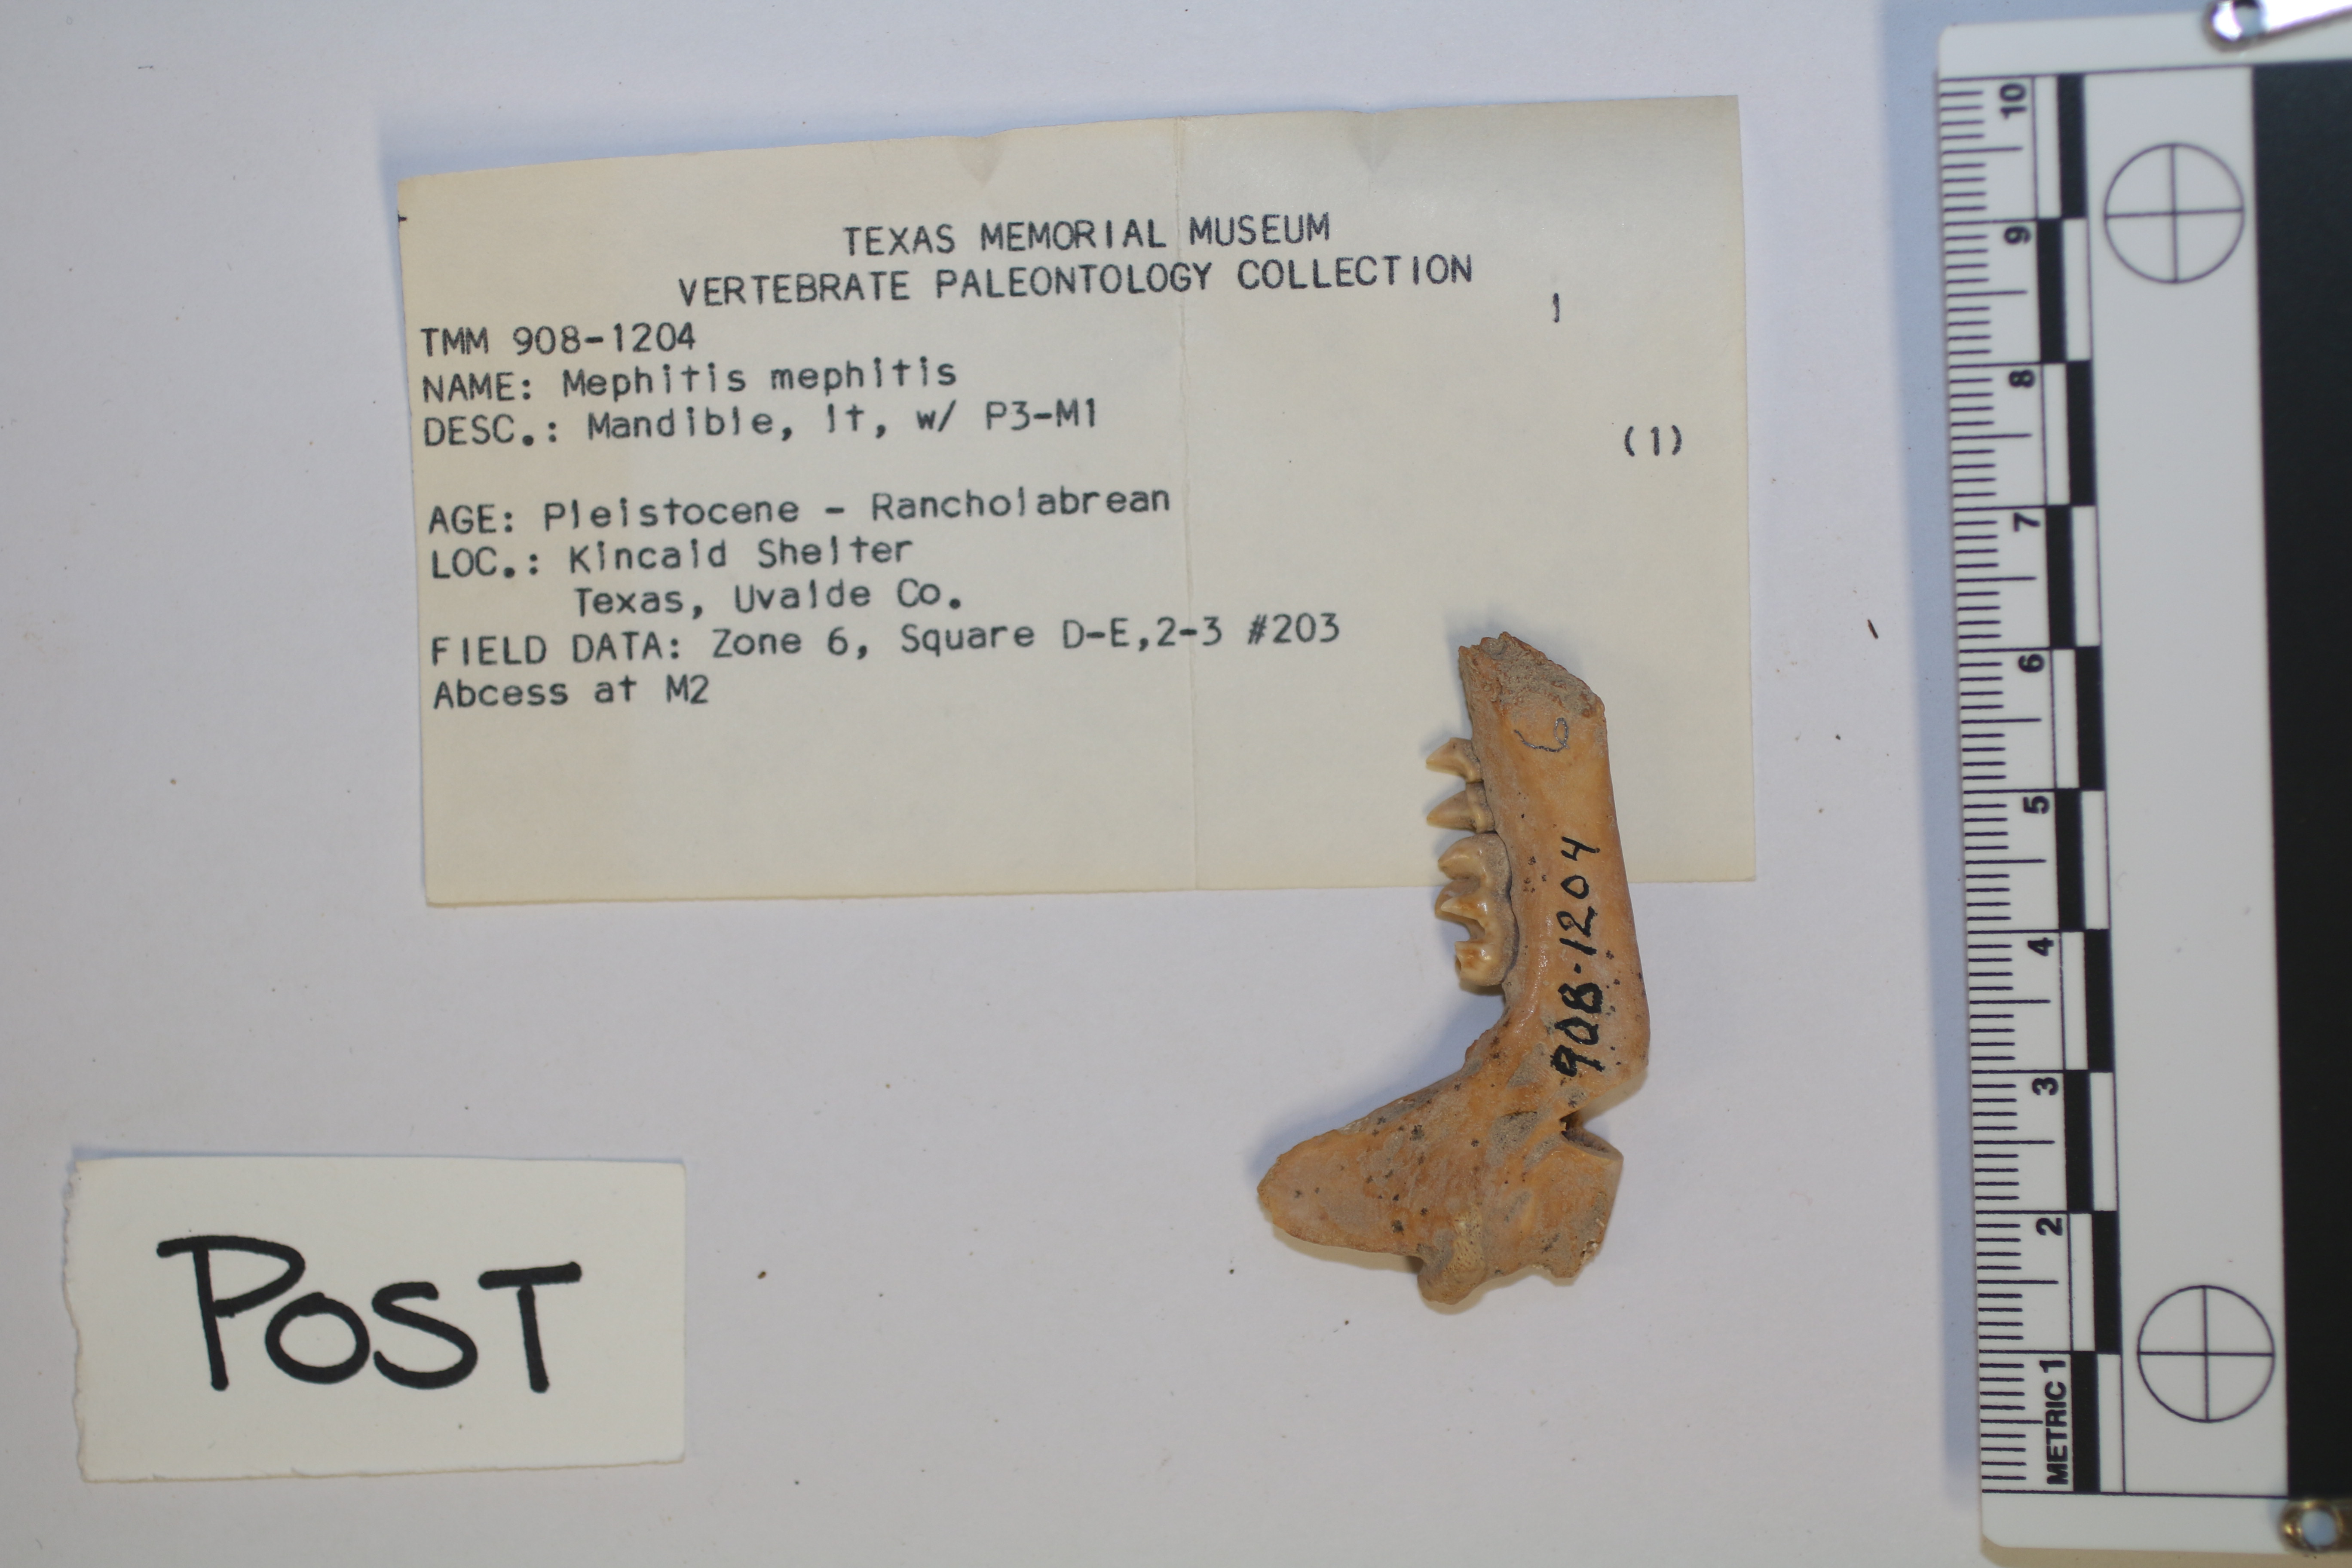 TEXAS MEMORIAL MUSEUM
VERTEBRATE PALEONTOLOGY COLLECTION
1
TMM 908-1204
NAME: Mephitis mephitis
DESC.: Mandible, lt, w/ P3-M1
(1)
AGE: Pleistocene - Rancholabrean
LOC.: Kincaid Shelter
Texas, Uvalde Co.
FIELD DATA: Zone 6, Square D-E,2-3 #203
Abcess at M2
6
908-1204
POST
10
9
8
7
6
5
4
3
2
METRIC 1